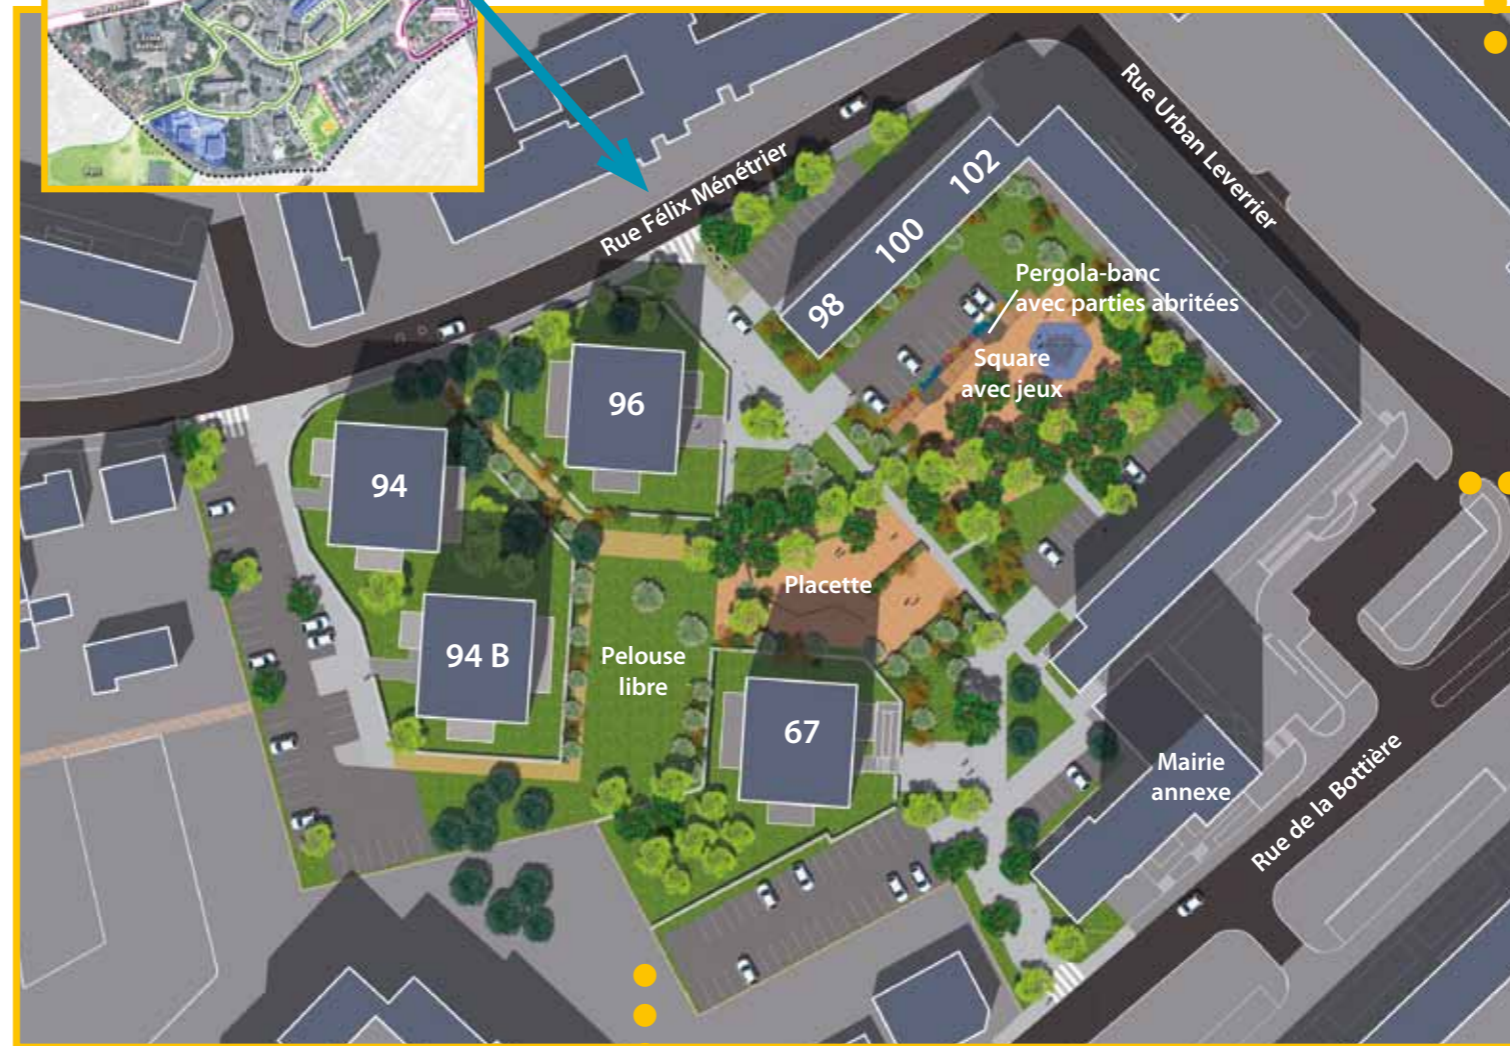 Rue Urban Leverrier
Rue Félix Ménétrier
102
100
98
Pergola-banc
avec parties abritées
Square
avec jeux
96
94
Placette
94 B
Pelouse
libre
67
Mairie
annexe
Rue de la Bottière